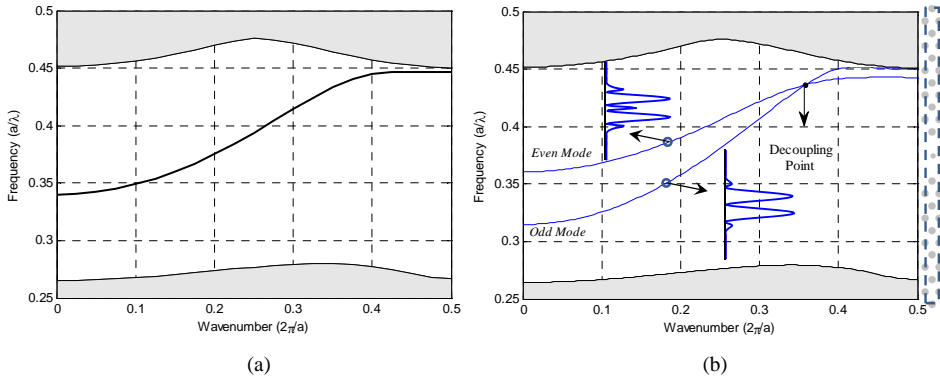 0.5
0.45
0.4
0.35
0.3
0.25
Frequency (a/λ)
0 0.1 0.2 0.3 0.4 0.5
Wavenumber (2π/a)
(a)
0.5
0.45
0.4
0.35
0.3
0.25
Frequency (a/λ)
Even Mode
Odd Mode
Decoupling
Point
0 0.1 0.2 0.3 0.4 0.5
Wavenumber (2π/a)
(b)